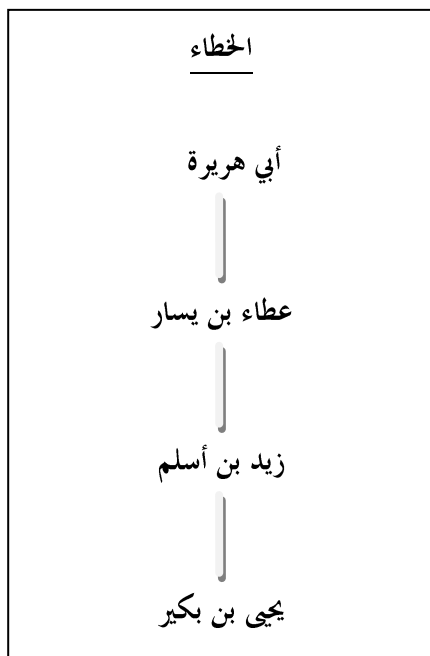 الخطاء
أبي هريرة
عطاء بن يسار
زيد بن أسلم
يحيى بن بكير